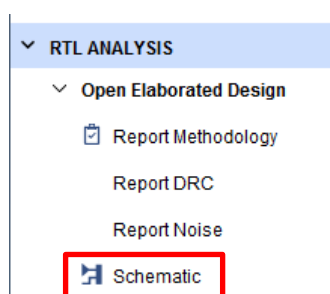 RTL ANALYSIS
Open Elaborated Design
Report Methodology
Report DRC
Report Noise
Schematic